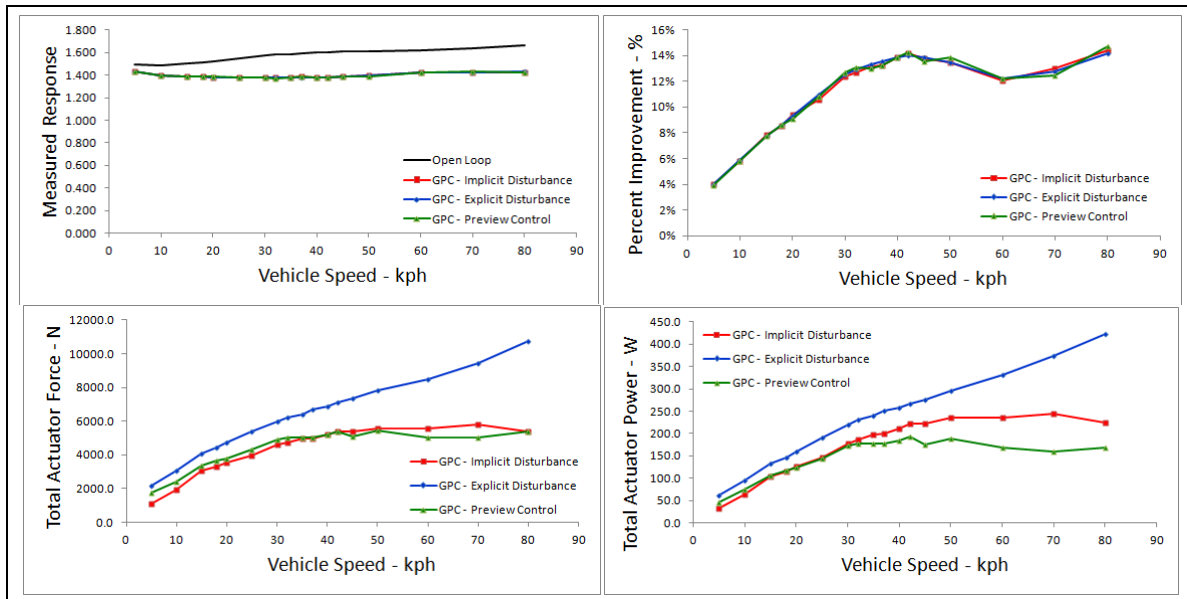 1.800
1.600
1.400
1.200
1.000
0.800
0.600
0.400
0.200
0.000
Measured Response
Open Loop
GPC - Implicit Disturbance
GPC - Explicit Disturbance
GPC - Preview Control
0 10 20 30 40 50 60 70 80 90
Vehicle Speed - kph
16%
14%
12%
10%
8%
6%
4%
2%
0%
Percent Improvement - %
GPC - Implicit Disturbance
GPC - Explicit Disturbance
GPC - Preview Control
0 10 20 30 40 50 60 70 80 90
Vehicle Speed - kph
12000.0
10000.0
8000.0
6000.0
4000.0
2000.0
0.0
Total Actuator Force - N
GPC - Implicit Disturbance
GPC - Explicit Disturbance
GPC - Preview Control
0 10 20 30 40 50 60 70 80 90
Vehicle Speed - kph
450.0
400.0
350.0
300.0
250.0
200.0
150.0
100.0
50.0
0.0
Total Actuator Power - W
GPC - Implicit Disturbance
GPC - Explicit Disturbance
GPC - Preview Control
0 10 20 30 40 50 60 70 80 90
Vehicle Speed - kph